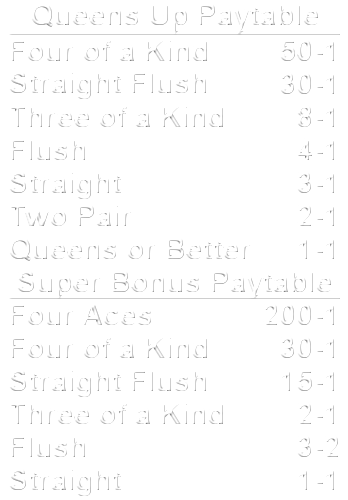 Queens Up Paytable
Four of a Kind 50-1
Straight Flush 30-1
Three of a Kind 8-1
Flush 4-1
Straight 3-1
Two Pair 2-1
Queens or Better 1-1
Super Bonus Paytable
Four Aces 200-1
Four of a Kind 30-1
Straight Flush 15-1
Three of a Kind 2-1
Flush 3-2
Straight 1-1